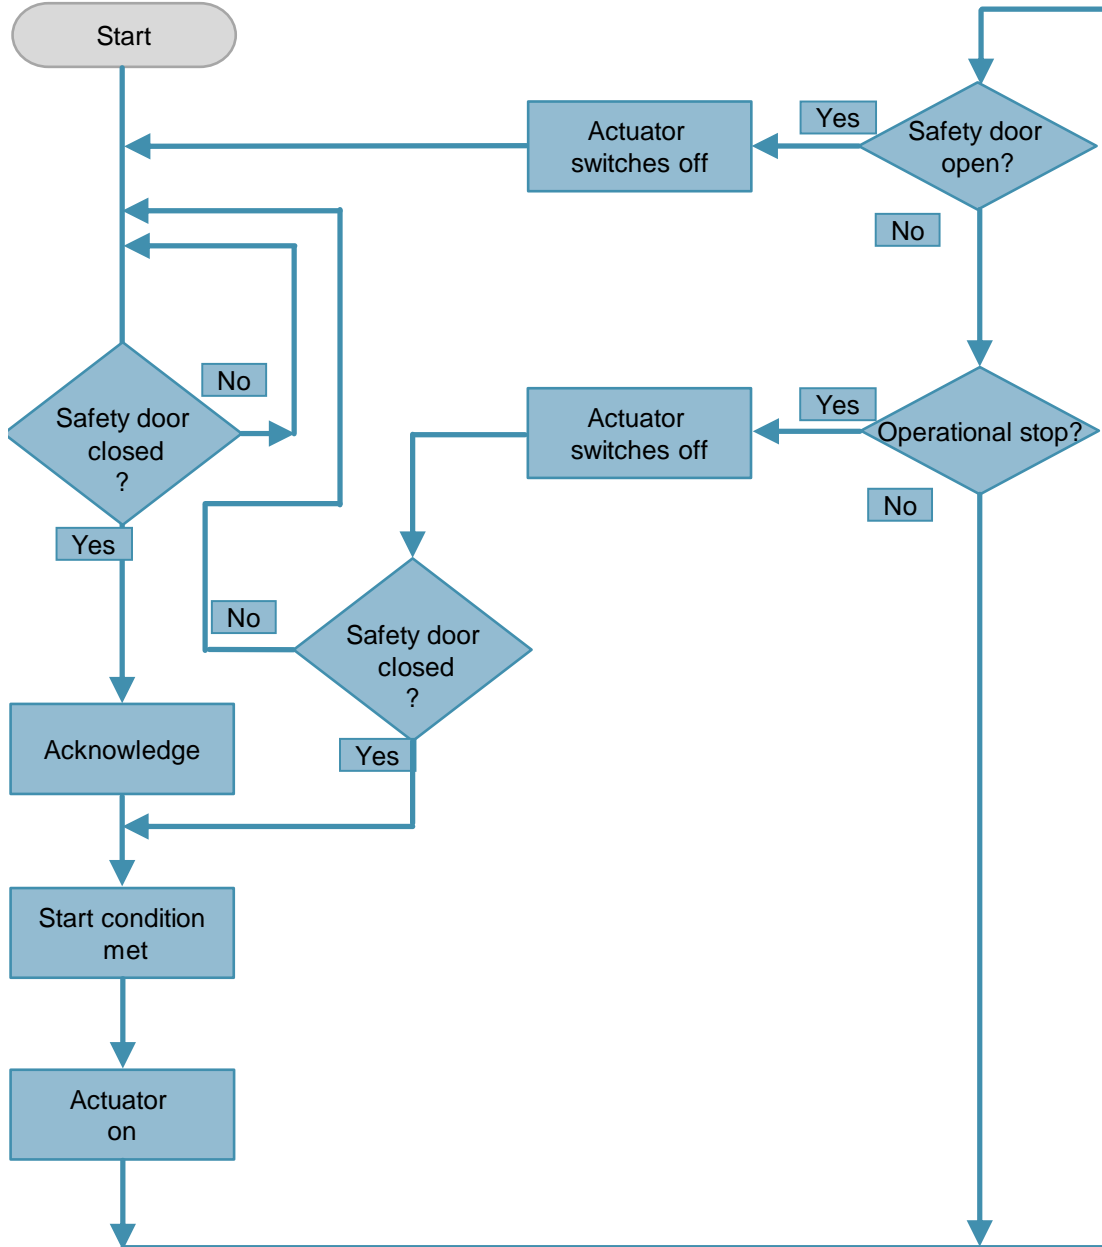 Start
Yes
Actuator
switches off
Safety door
open?
No
No
Safety door
closed
?
Yes
Actuator
switches off
Yes
Operational stop?
No
Yes
No
Safety door
closed
?
Acknowledge
Yes
Start condition
met
Actuator
on